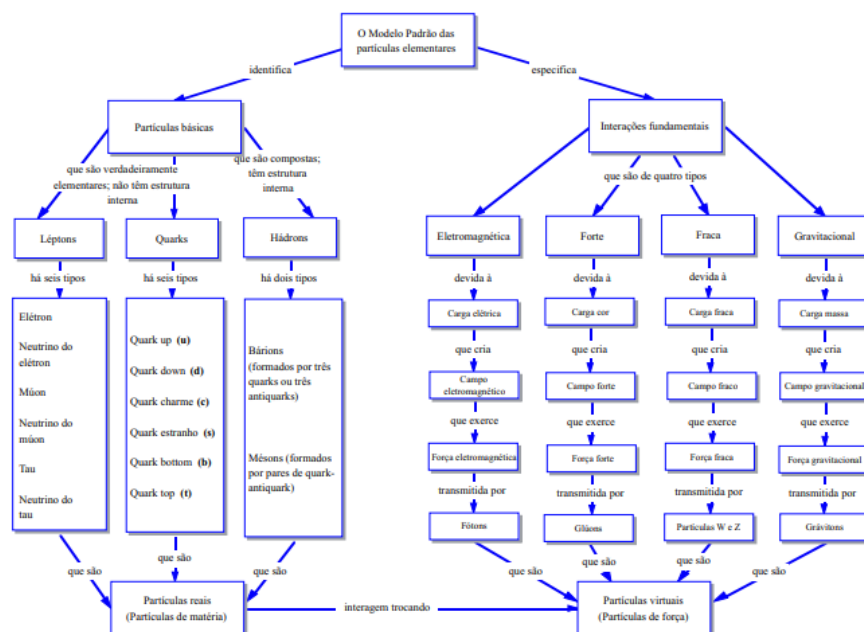 O Modelo Padrão das
partículas elementares
identifica
especifica
Partículas básicas
Interações fundamentais
que são verdadeiramente
elementares; não têm estrutura
interna
que são compostas;
têm estrutura
interna
que são de quatro tipos
Léptons
Quarks
Hádrons
Eletromagnética
Forte
Fraca
Gravitacional
há seis tipos
há seis tipos
há dois tipos
devida à
devida à
devida à
devida à
Elétron
Neutrino do
elétron
Múon
Neutrino do
múon
Tau
Neutrino do
tau
Quark up (u)
Quark down (d)
Quark charme (c)
Quark estranho (s)
Quark bottom (b)
Quark top (t)
Bárions
(formados por três
quarks ou três
antiquarks)
Mésons (formados
por pares de quark-
antiquark)
Carga elétrica
Carga cor
Carga fraca
Carga massa
que cria
que cria
que cria
que cria
Campo
eletromagnético
Campo forte
Campo fraco
Campo gravitacional
que exerce
que exerce
que exerce
que exerce
Força eletromagnética
Força forte
Força fraca
Força gravitacional
transmitida por
transmitida por
transmitida por
transmitida por
Fótons
Glúons
Partículas W e Z
Grávitons
que são
que são
que são
que são
que são
que são
que são
Partículas reais
(Partículas de matéria)
interagem trocando
Partículas virtuais
(Partículas de força)